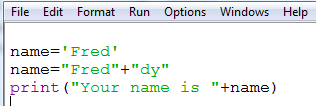 File Edit Format Run Options Windows Help
name='Fred'
name="Fred"+"dy"
print("Your name is "+name)